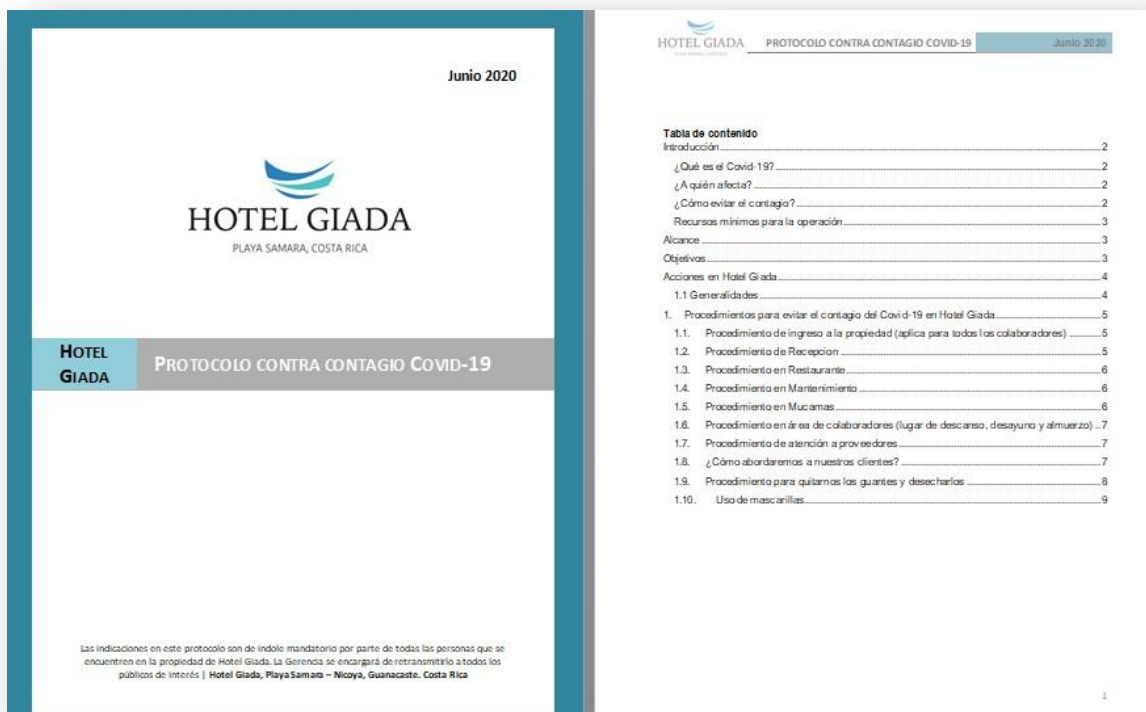 Junio 2020
HOTEL GIADA
PLAYA SAMARA, COSTA RICA
HOTEL
GIADA
PROTOCOLO CONTRA CONTAGIO COVID-19
Las indicaciones en este protocolo son de índole mandatorio por parte de todas las personas que se
encuentren en la propiedad de Hotel Giada. La Gerencia se encargará de retransmitirlo a todos los
públicos de interés | Hotel Giada, Playa Samara – Nicoya, Guanacaste. Costa Rica
HOTEL GIADA PROTOCOLO CONTRA CONTAGIO COVID-19 Junio 2020
Tabla de contenido
Introducción 2
¿Qué es el Covid-19? 2
¿A quién afecta? 2
¿Cómo evitar el contagio? 2
Recursos mínimos para la operación 3
Alcance 3
Objetivos 3
Acciones en Hotel Giada 4
1.1 Generalidades 4
1. Procedimientos para evitar el contagio del Covid-19 en Hotel Giada 5
1.1. Procedimiento de ingreso a la propiedad (aplica para todos los colaboradores) 5
1.2. Procedimiento de Recepcion 5
1.3. Procedimiento en Restaurante 6
1.4. Procedimiento en Mantenimiento 6
1.5. Procedimiento en Mucamas 6
1.6. Procedimiento en área de colaboradores (lugar de descanso, desayuno y almuerzo) 7
1.7. Procedimiento de atención a proveedores 7
1.8. ¿Cómo abordaremos a nuestros clientes? 7
1.9. Procedimiento para quitarnos los guantes y desecharlos 8
1.10. Uso de mascarillas 9
1